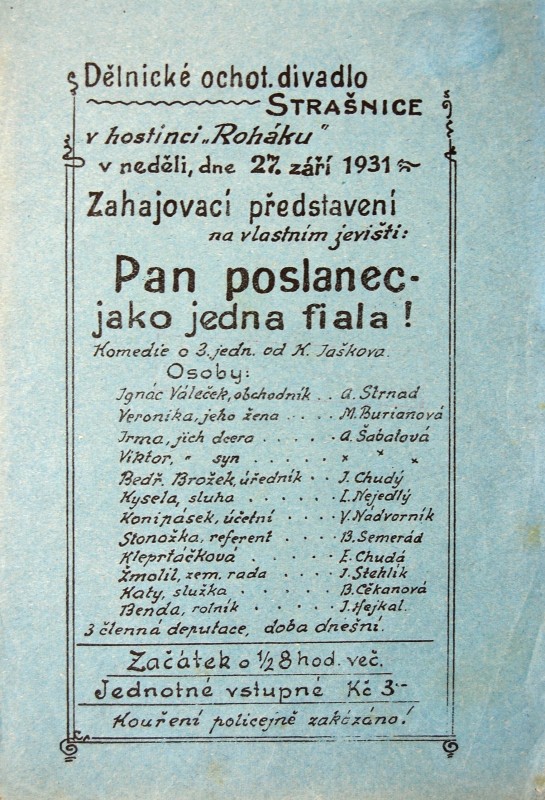 Dělnické ochot. divadlo
STRAŠNICE
v hostinci „Roháku"
v neděli, dne 27. září 1931
Zahajovací představení
na vlastním jevišti:
Pan poslanec-
jako jedna fiala!
Komedie o 3. jedn. od K. Jaškova.
Osoby:
Ignác Váleček, obchodník . . A. Strnad
Veronika, jeho žena . . . . M. Burianová
Irma, jich dcera . . . . . A. Šabatová
Viktor, " syn . . . . . x x x
Bedř. Brožek, úředník . . J. Chudý
Kysela, sluha . . . . . . L. Nejedlý
Konipásek, účetní . . . . V. Nádvorník
Stonožka, referent . . . . B. Semerád
Kleprťáčková . . . . . E. Chudá
Žmolil, zem. rada . . . . J. Stehlík
Katy, služka . . . . . B. Cěkanová
Benda, rolník . . . . . J. Hejkal.
3 členná deputace, doba dnešní.
Začátek o ½ 8 hod. več.
Jednotné vstupné Kč 3·-
Kouření policejně zakázáno!